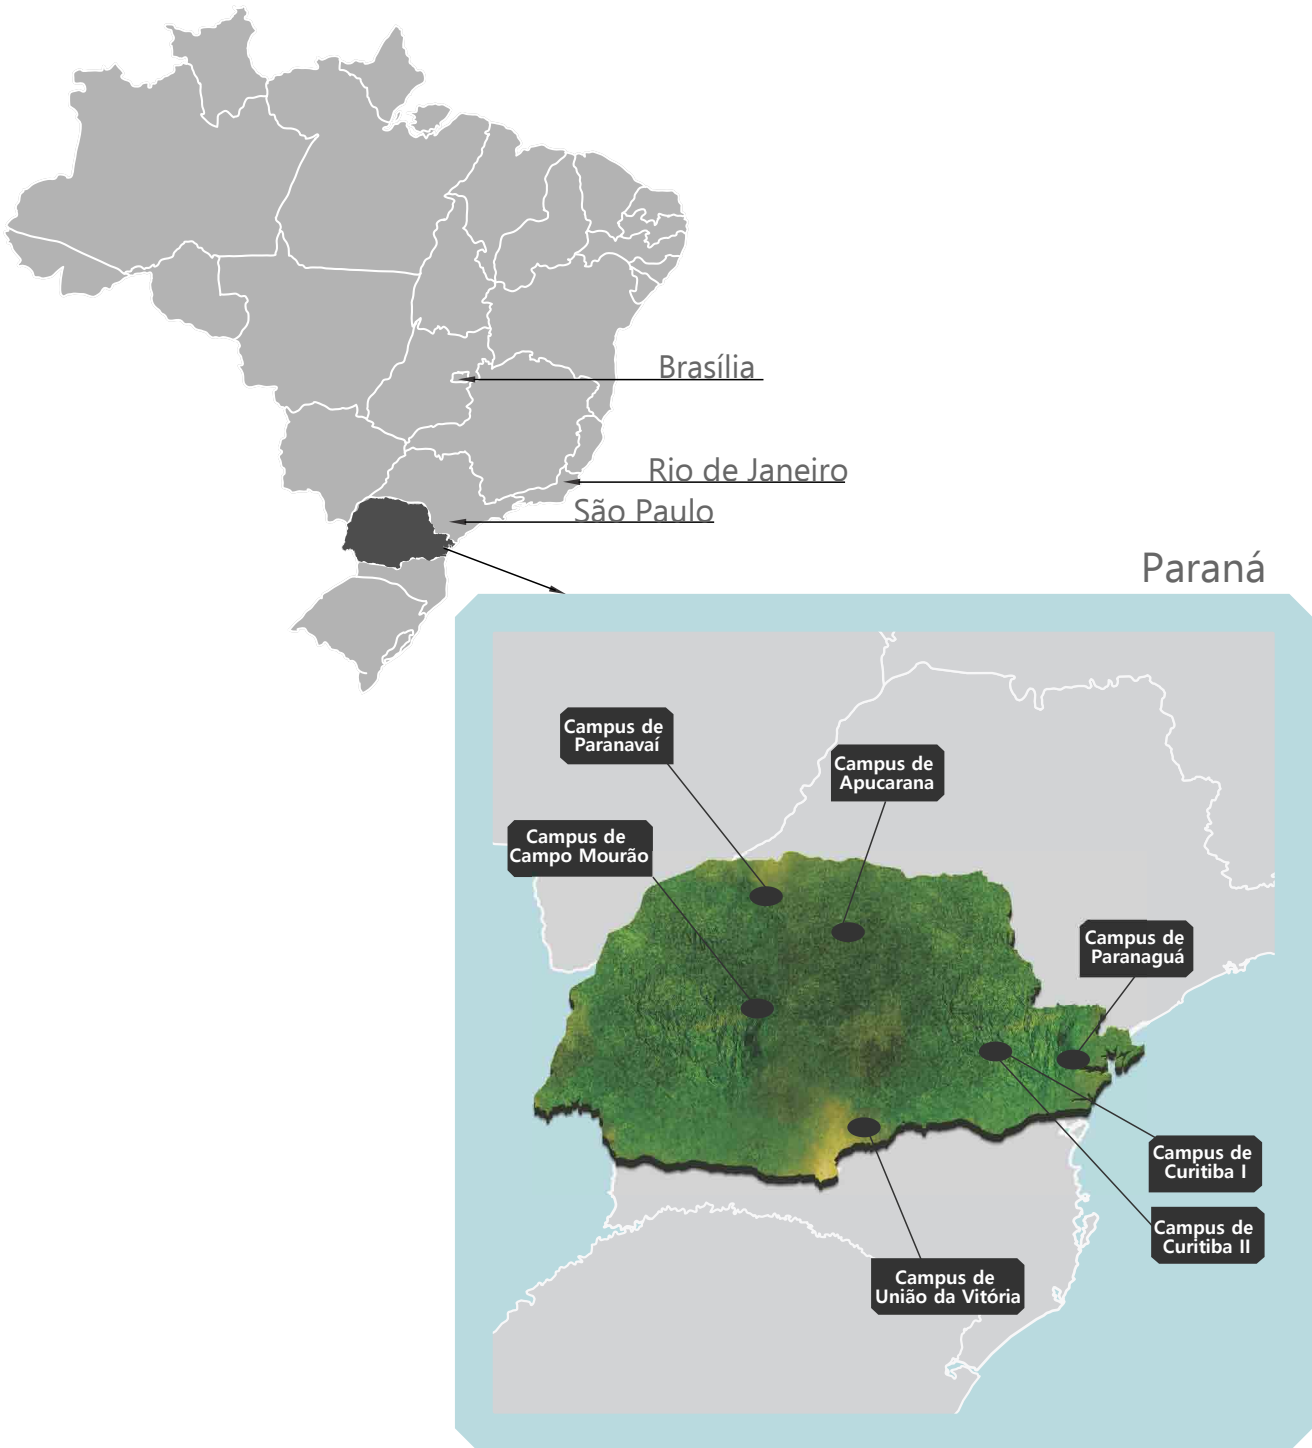 Brasília
Rio de Janeiro
São Paulo
Paraná
Campus de
Paranavaí
Campus de
Apucarana
Campus de
Campo Mourão
Campus de
Paranaguá
Campus de
Curitiba I
Campus de
Curitiba II
Campus de
União da Vitória